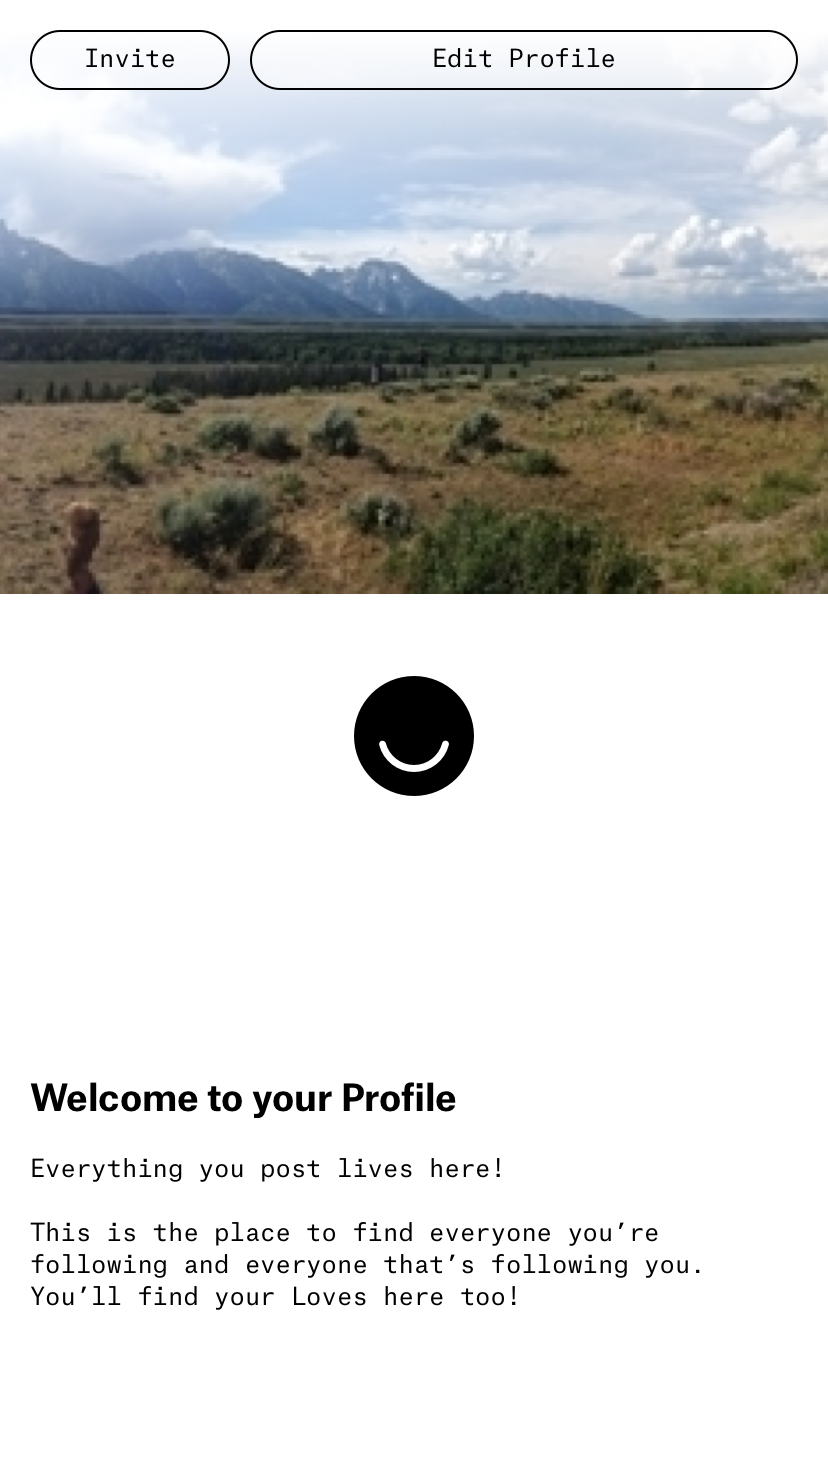 Invite
Edit Profile
Welcome to your Profile
Everything you post lives here!
This is the place to find everyone you’re
following and everyone that’s following you.
You’ll find your Loves here too!